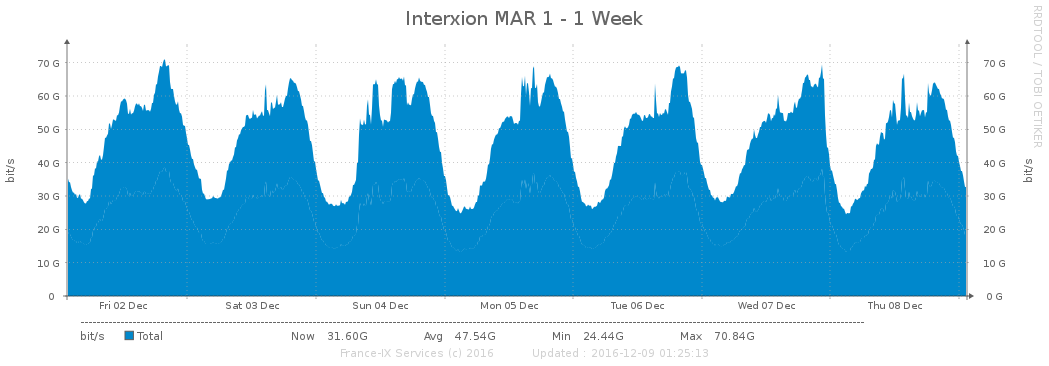 Interxion MAR 1 - 1 Week
RRDTOOL / TOBI OETIKER
bit/s
70 G 70 G
60 G 60 G
50 G 50 G
40 G 40 G
30 G 30 G
20 G 20 G
10 G 10 G
0 0 G
bit/s
Fri 02 Dec Sat 03 Dec Sun 04 Dec Mon 05 Dec Tue 06 Dec Wed 07 Dec Thu 08 Dec
bit/s Total Now 31.60G Avg 47.54G Min 24.44G Max 70.84G
France-IX Services (c) 2016 Updated : 2016-12-09 01:25:13